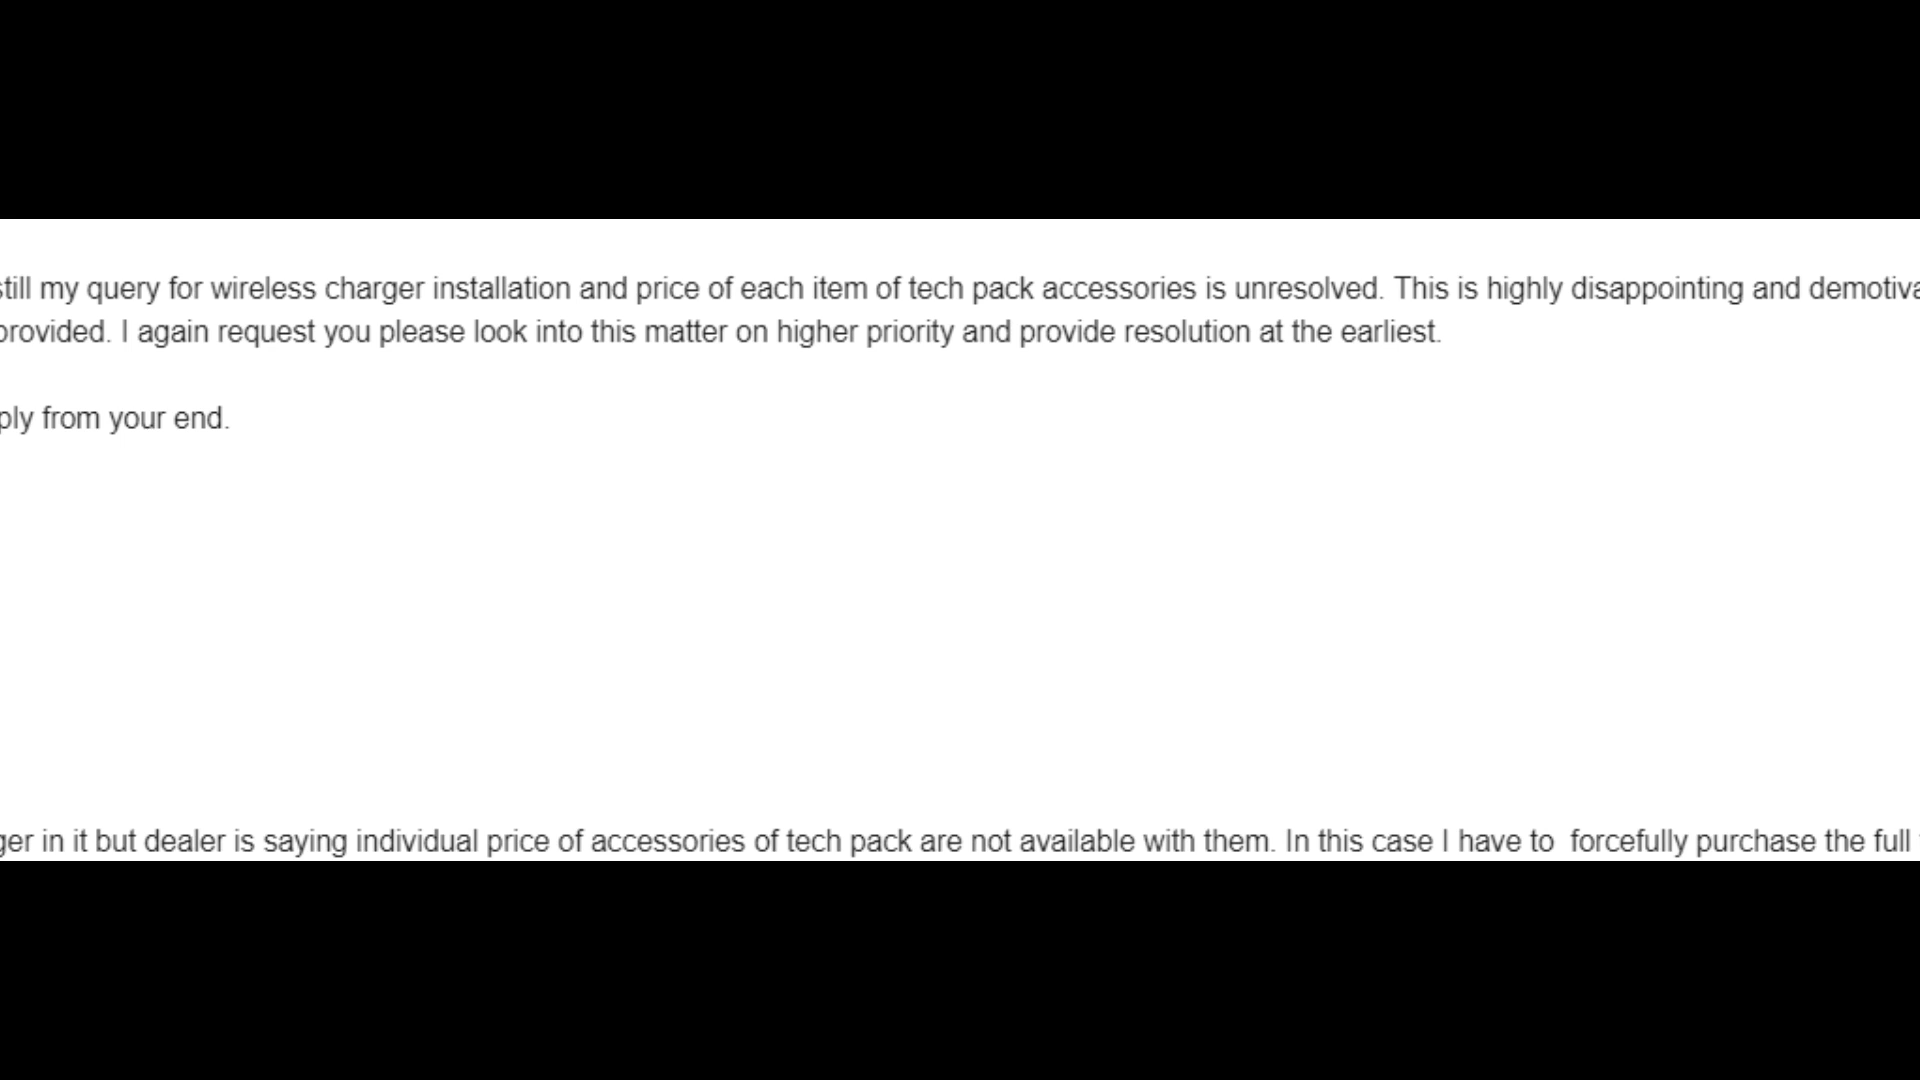 still my query for wireless charger installation and price of each item of tech pack accessories is unresolved. This is highly disappointing and
provided. I again request you please look into this matter on higher priority and provide resolution at the earliest.
from your end.
in it but dealer is saying individual price of accessories of tech pack are not available with them. In this case I have to  forcefully purchase the full